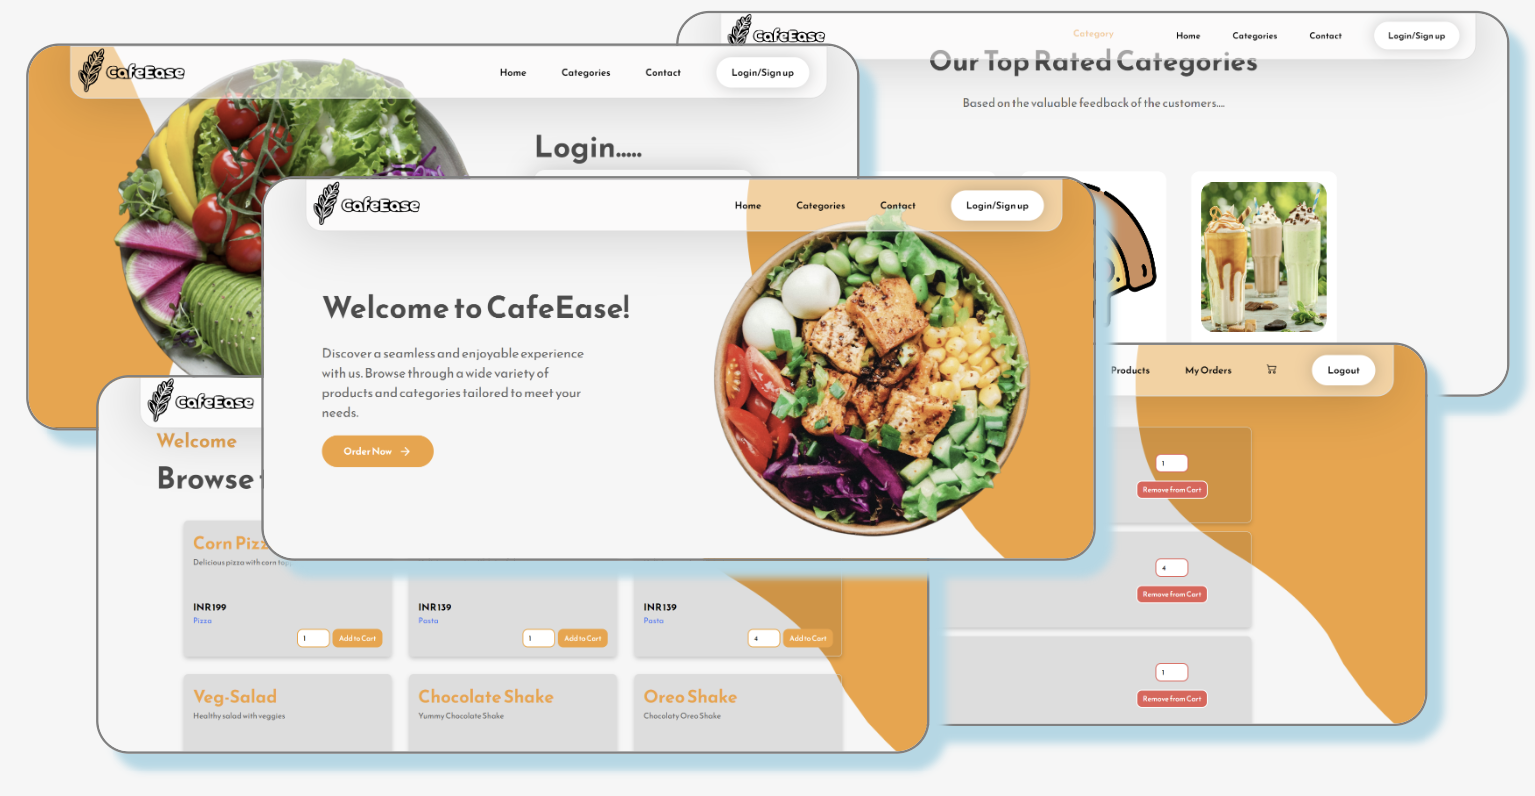 CafeEase
Category
Home
Categories
Contact
Login/Sign up
Our Top Rated Categories
Based on the valuable feedback of the customers....
CafeEase
Home
Categories
Contact
Login/Sign up
Login.....
CafeEase
Home
Categories
Contact
Login/Sign up
Welcome to CafeEase!
Discover a seamless and enjoyable experience
with us. Browse through a wide variety of
products and categories tailored to meet your
needs.
Order Now
Products
My Orders
Logout
1
Remove from Cart
4
Remove from Cart
1
Remove from Cart
CafeEase
Welcome
Browse
Corn
Delicious pizza with corn
INR 199
Pizza
1
Add to Cart
INR 139
Pasta
1
Add to Cart
INR 139
Pasta
4
Add to Cart
Veg-Salad
Healthy salad with veggies
Chocolate Shake
Yummy Chocolate Shake
Oreo Shake
Chocolaty Oreo Shake